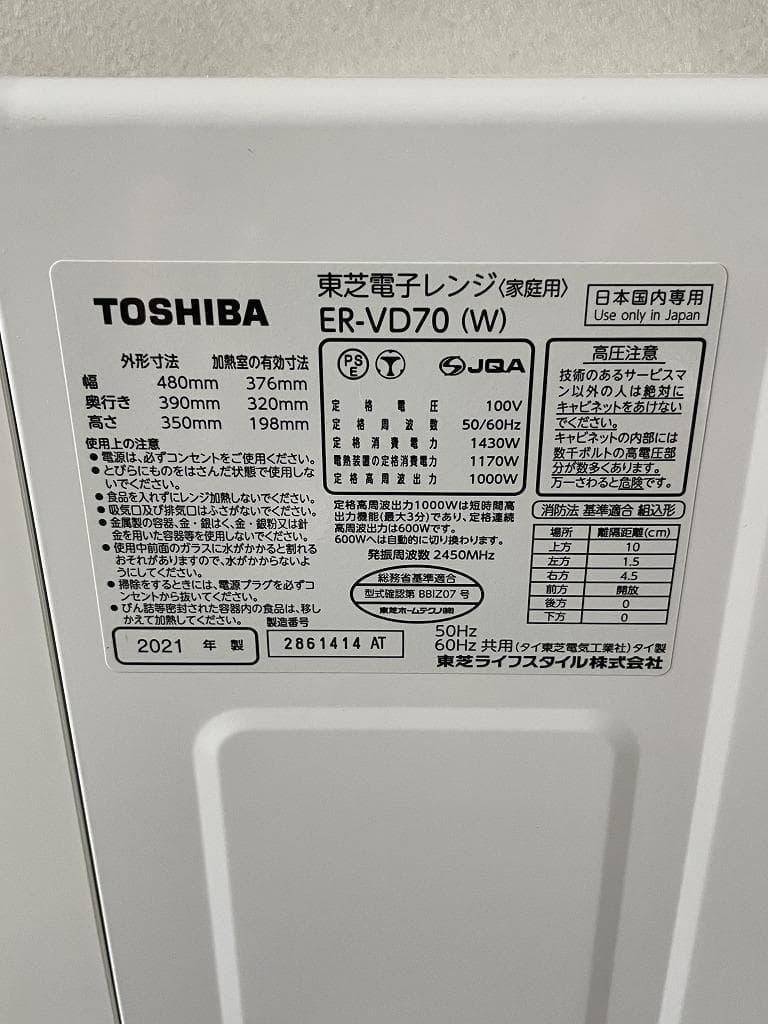 TOSHIBA
東芝電子レンジ〈家庭用〉
ER-VD70 (W)
日本国内専用
Use only in Japan
外形寸法 加熱室の有効寸法
幅 480mm 376mm
奥行き 390mm 320mm
高さ 350mm 198mm
使用上の注意
● 電源は、必ずコンセントをご使用ください。
● とびらにものをはさんだ状態で使用しな
いでください。
● 食品を入れずにレンジ加熱しないでください。
● 吸気口及び排気口はふさがないでください。
● 金属製の容器、金・銀はく、金・銀粉又は針
金を用いた容器等を使用しないでください。
● 使用中前面のガラスに水がかかると割れる
おそれがありますので、水がかからないよ
うにしてください。
● 掃除をするときには、電源プラグを必ずコ
ンセントから抜いてください。
● びん詰等密封された容器内の食品は、移し
かえて加熱してください。
PS
E
JQA
定格電圧 100V
定格周波数 50/60Hz
定格消費電力 1430W
電熱装置の定格消費電力 1170W
定格高周波出力 1000W
定格高周波出力1000Wは短時間高
出力機能(最大3分)であり、定格連続
高周波出力は600Wです。
600Wへは自動的に切り換わります。
発振周波数 2450MHz
総務省基準適合
型式確認第 BBIZ07 号
東芝ホームテクノ㈱
高圧注意
技術のあるサービスマ
ン以外の人は絶対に
キャビネットをあけない
でください。
キャビネットの内部には
数千ボルトの高電圧部
分が数多くあります。
万一さわると危険です。
消防法 基準適合 組込形
場所 離隔距離(cm)
上方 10
左方 1.5
右方 4.5
前方 開放
後方 0
下方 0
2021 年 製
製造番号
2861414 AT
50Hz
60Hz 共用 (タイ東芝電気工業社) タイ製
東芝ライフスタイル株式会社